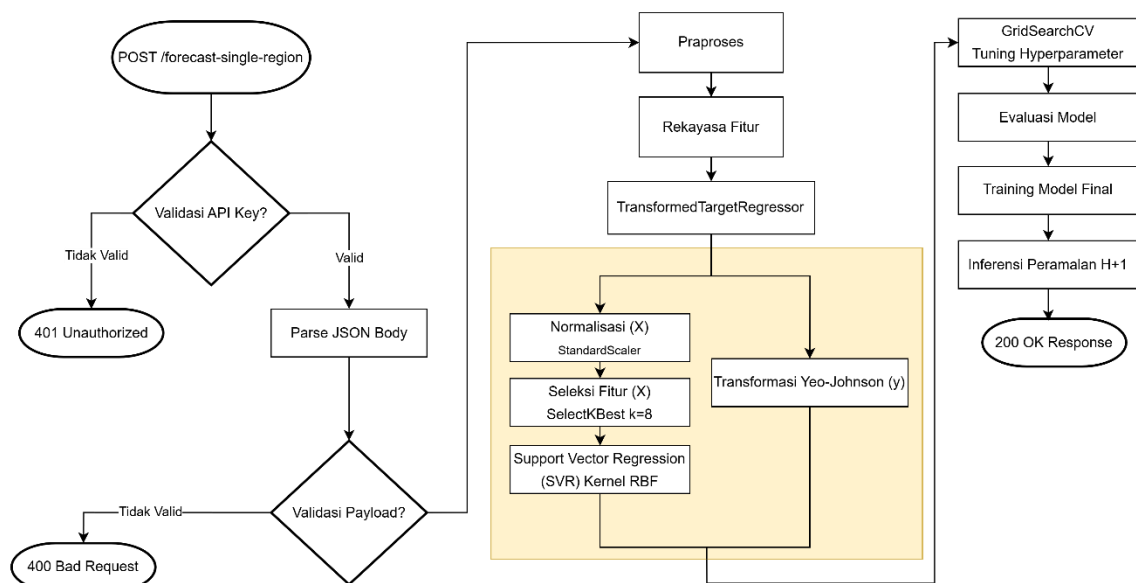 POST /forecast-single-region
Validasi API Key?
Tidak Valid
Valid
401 Unauthorized
Parse JSON Body
Validasi Payload?
Tidak Valid
400 Bad Request
Praproses
Rekayasa Fitur
TransformedTargetRegressor
Normalisasi (X)
StandardScaler
Seleksi Fitur (X)
SelectKBest k=8
Support Vector Regression
(SVR) Kernel RBF
Transformasi Yeo-Johnson (y)
GridSearchCV
Tuning Hyperparameter
Evaluasi Model
Training Model Final
Inferensi Peramalan H+1
200 OK Response